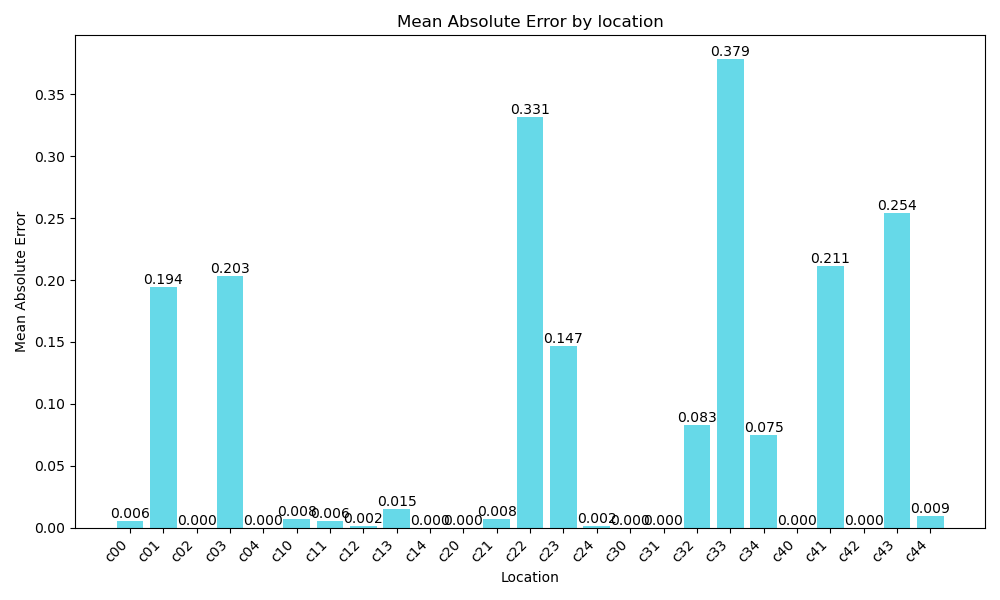 Mean Absolute Error by location
Mean Absolute Error
0.35
0.30
0.25
0.20
0.15
0.10
0.05
0.00
0.006
0.194
0.000
0.203
0.000
0.008
0.006
0.002
0.015
0.000
0.000
0.008
0.331
0.147
0.002
0.000
0.000
0.083
0.379
0.075
0.000
0.211
0.000
0.254
0.009
c00
c01
c02
c03
c04
c10
c11
c12
c13
c14
c20
c21
c22
c23
c24
c30
c31
c32
c33
c34
c40
c41
c42
c43
c44
Location